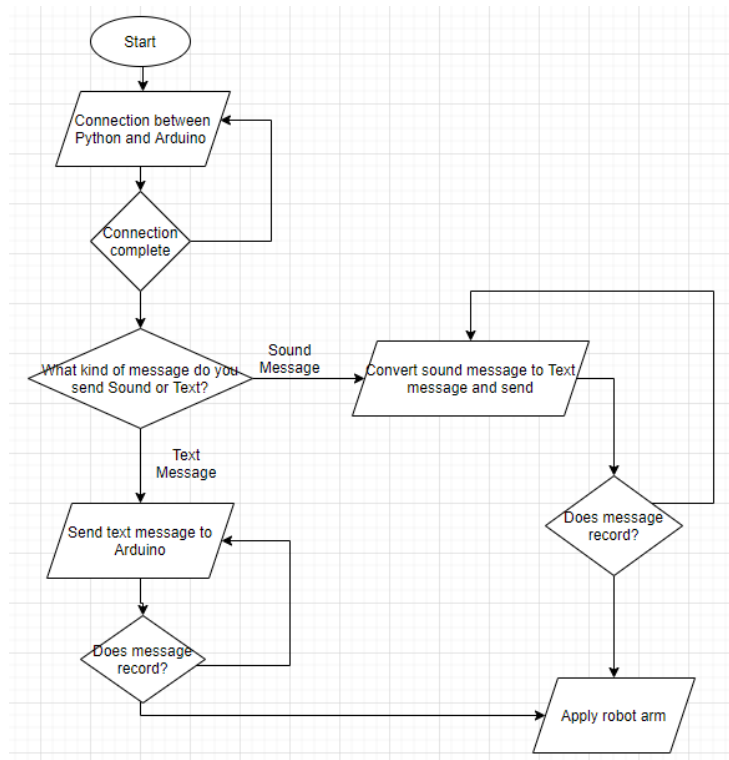 Start
Connection between
Python and Arduino
Connection
complete
What kind of message do you
send Sound or Text?
Sound
Message
Convert sound message to Text
message and send
Text
Message
Send text message to
Arduino
Does message
record?
Does message
record?
Apply robot arm